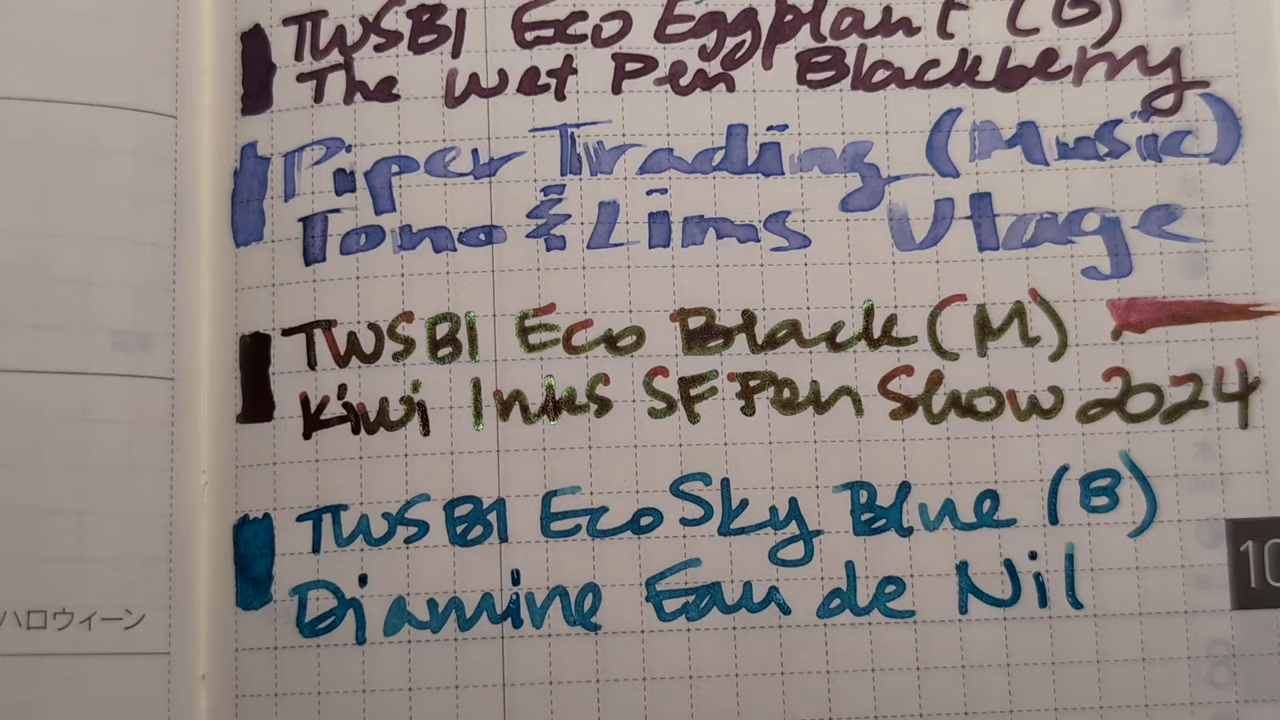 TWSBI Eco Eggplant (B)
The Wet Pen Blackberry
Piper Trading (Music)
Tomo & Lims Utage
TWSBI Eco Black (M)
Kiwi Inks SF Pen Show 2024
TWSBI Eco Sky Blue (B)
Diamine Eau de Nil
10
ハロウィーン